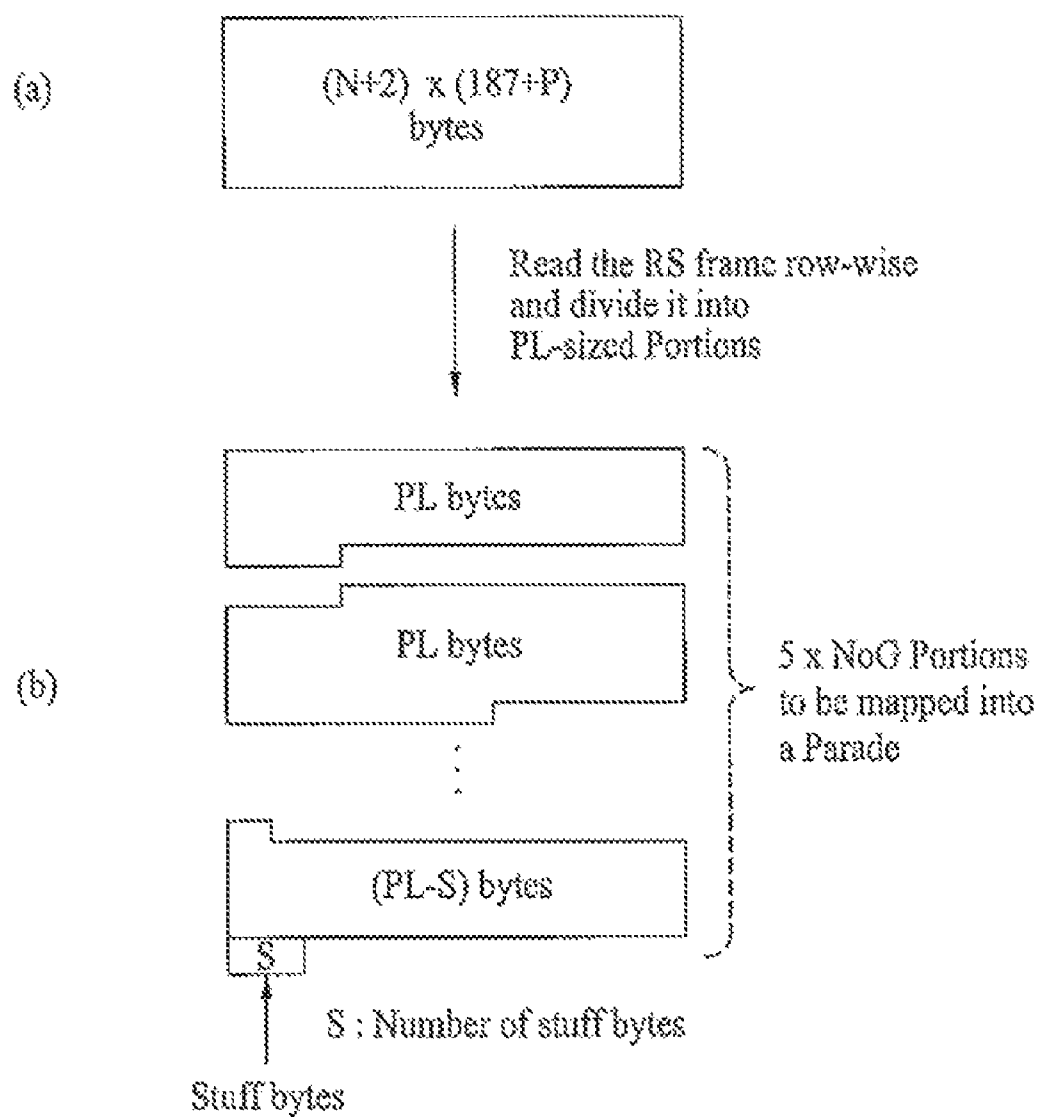 (a)
(N+2) x (187+P)
bytes
Read the RS frame row-wise
and divide it into
PL-sized Portions
PL bytes
PL bytes
(b)
5 x NoG Portions
to be mapped into
a Parade
(PL-S) bytes
S
S : Number of stuff bytes
Stuff bytes